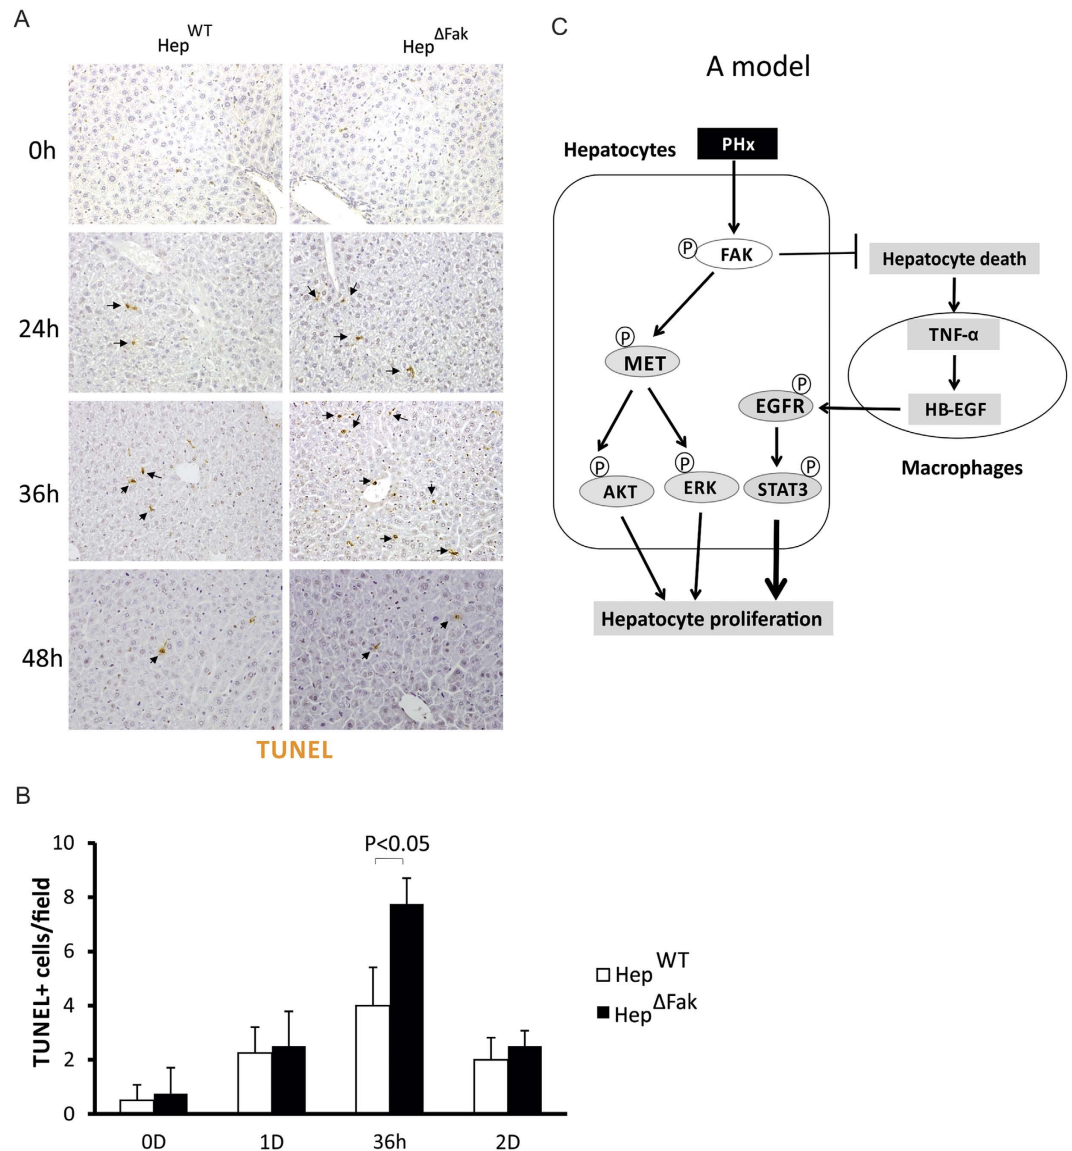 A
Hep WT
Hep ΔFak
0h
24h
36h
48h
TUNEL
B
TUNEL+ cells/field
10
8
6
4
2
0
P<0.05
0D
1D
36h
2D
Hep WT
Hep ΔFak
C
A model
Hepatocytes
PHx
P
FAK
Hepatocyte death
P
MET
TNF-α
P
EGFR
HB-EGF
Macrophages
P
AKT
P
ERK
P
STAT3
Hepatocyte proliferation